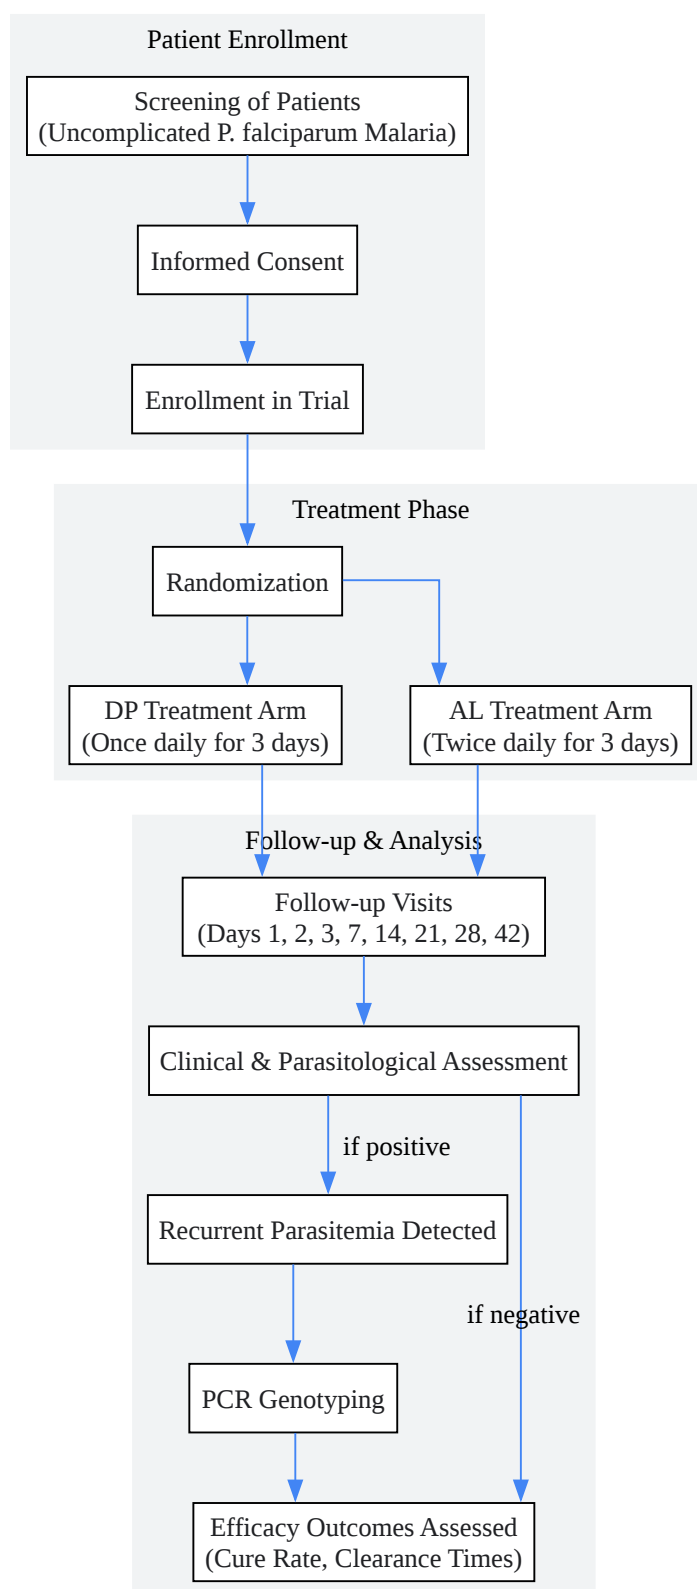 Patient Enrollment
Screening of Patients
(Uncomplicated P. falciparum Malaria)
Informed Consent
Enrollment in Trial
Treatment Phase
Randomization
DP Treatment Arm
(Once daily for 3 days)
AL Treatment Arm
(Twice daily for 3 days)
Follow-up & Analysis
Follow-up Visits
(Days 1, 2, 3, 7, 14, 21, 28, 42)
Clinical & Parasitological Assessment
if positive
Recurrent Parasitemia Detected
if negative
PCR Genotyping
Efficacy Outcomes Assessed
(Cure Rate, Clearance Times)